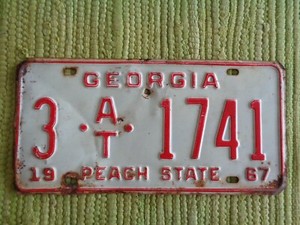 GEORGIA
3·A/T·1741
19 PEACH STATE 67